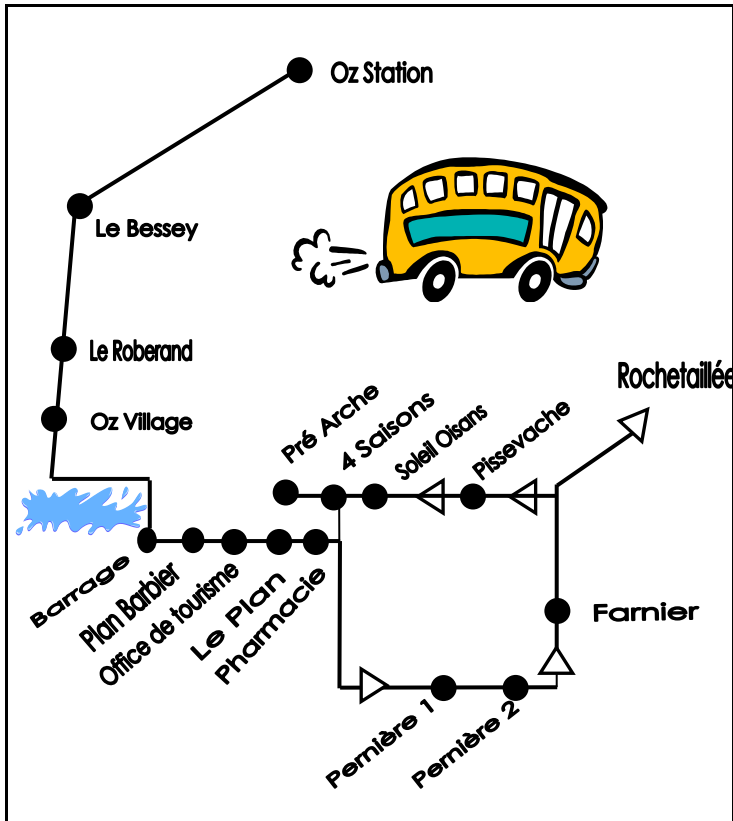 Oz Station
Le Bessey
Le Roberand
Oz Village
Rochetaillée
Pré Arche
4 Saisons
Soleil Oisans
Pissevache
Barrage
Plan Barbier
Office de tourisme
Le Plan
Pharmacie
Farnier
Pernière 1
Pernière 2